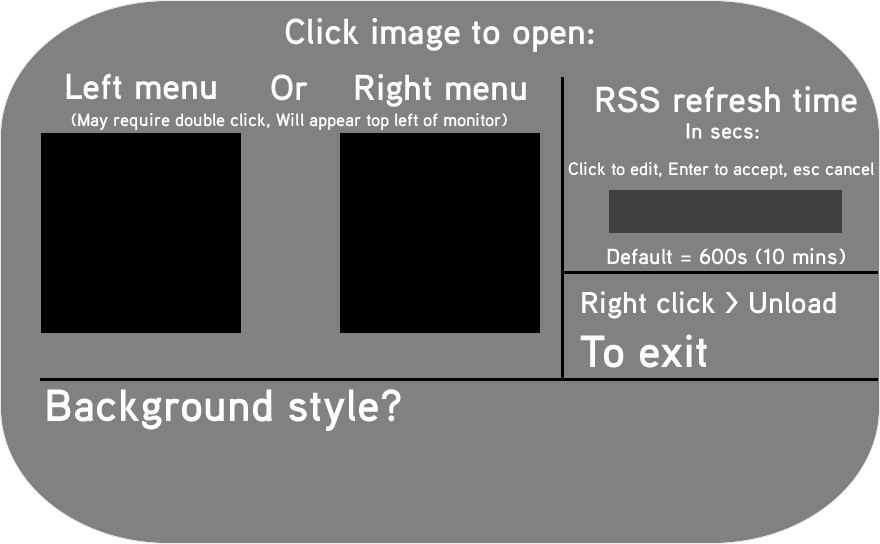 Click image to open:
Left menu Or Right menu
(May require double click, Will appear top left of monitor)
RSS refresh time
In secs:
Click to edit, Enter to accept, esc cancel
Default = 600s (10 mins)
Right click > Unload
To exit
Background style?